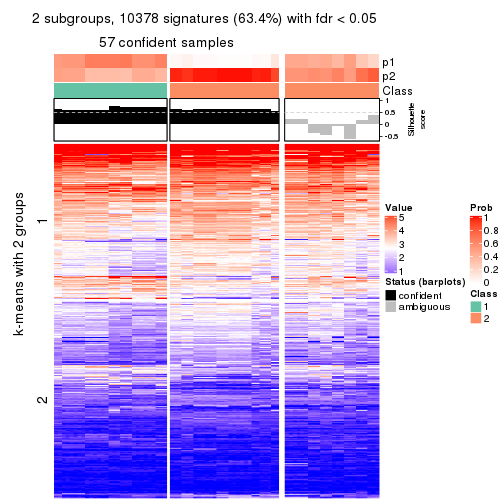 2 subgroups, 10378 signatures (63.4%) with fdr < 0.05
57 confident samples
p1
p2
Class
1
0.5
0
-0.5
Silhouette
score
k-means with 2 groups
1
2
Value
5
4
3
2
1
Status (barplots)
confident
ambiguous
Prob
1
0.8
0.6
0.4
0.2
0
Class
1
2